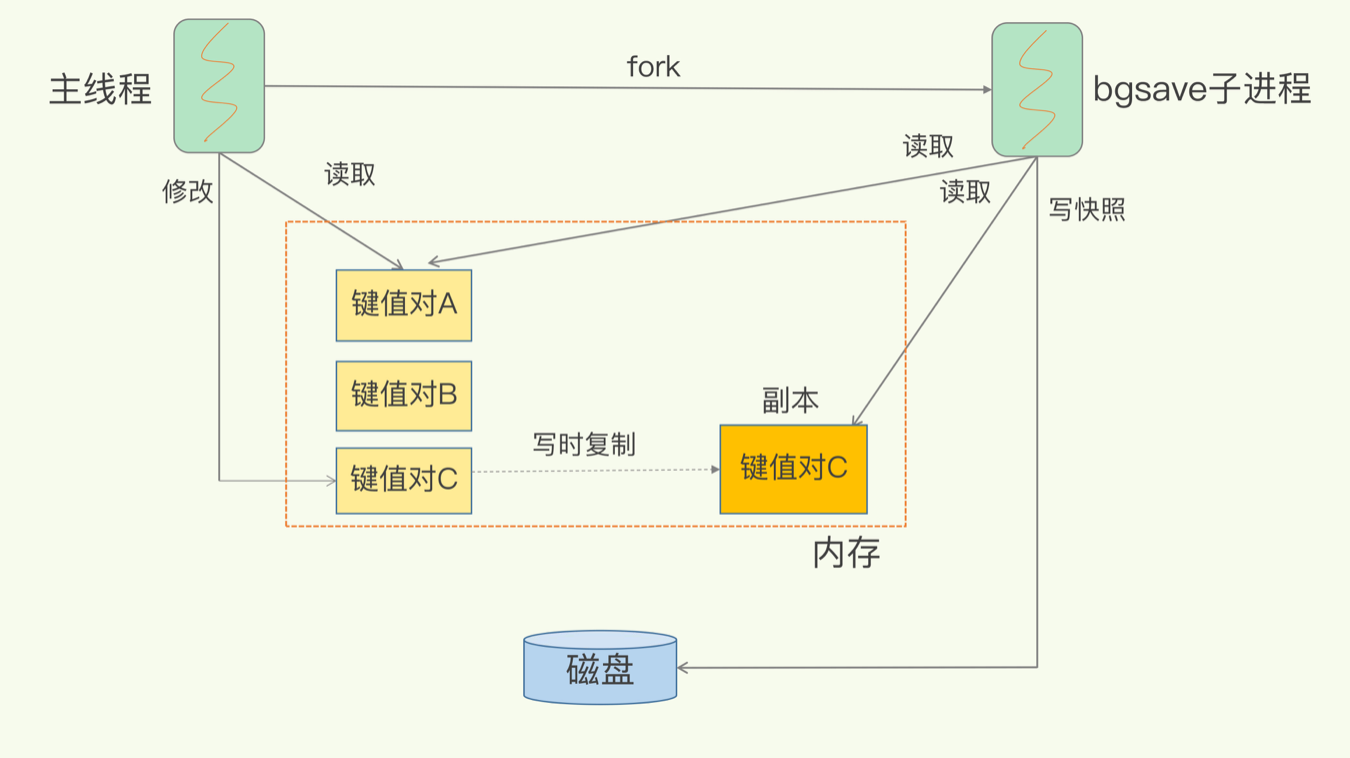 fork
主线程
bgsave子进程
读取
读取
修改
读取
写快照
键值对A
键值对B
副本
写时复制
键值对C
键值对C
内存
磁盘